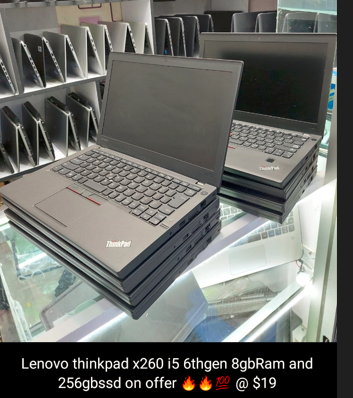 ThinkPad
ThinkPad
Lenovo thinkpad x260 i5 6thgen 8gbRam and
256gbssd on offer 🔥🔥💯 @ $19